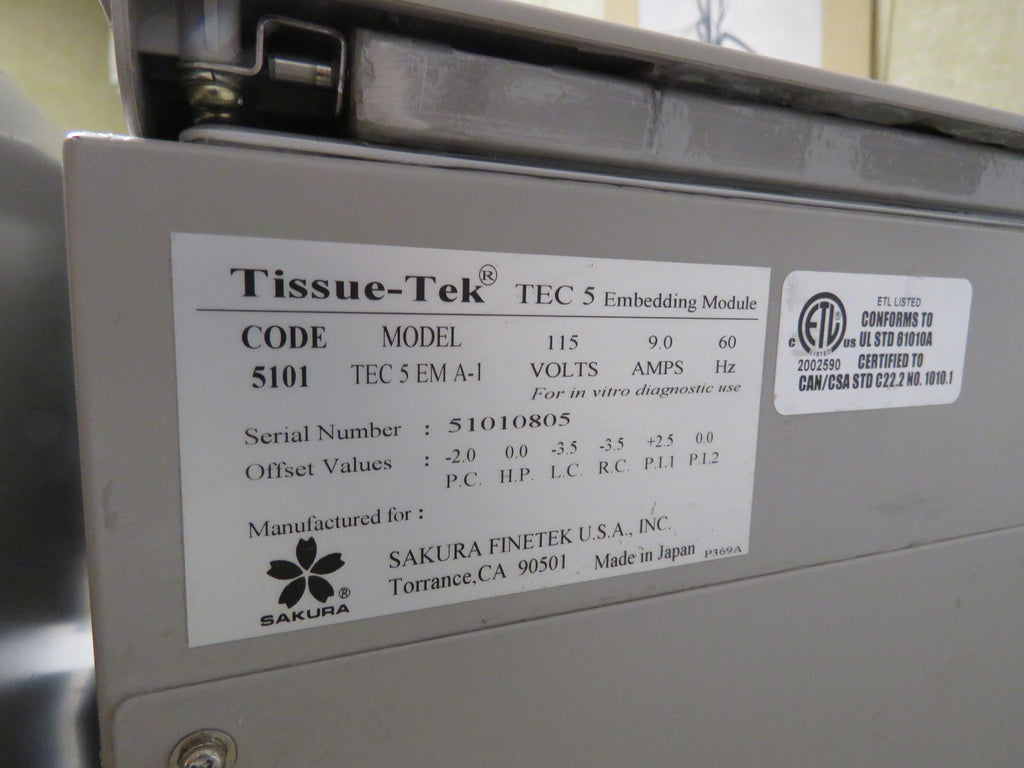 Tissue-Tek® TEC 5 Embedding Module
CODE MODEL 115 9.0 60
5101 TEC 5 EM A-1 VOLTS AMPS Hz
For in vitro diagnostic use
Serial Number : 51010805
Offset Values : -2.0 0.0 -3.5 -3.5 +2.5 0.0
P.C. H.P. L.C. R.C. P.I.1 P.I.2
Manufactured for :
SAKURA FINETEK U.S.A., INC.
Torrance,CA 90501 Made in Japan P369A
SAKURA ®
ETL LISTED
CONFORMS TO
UL STD 61010A
CERTIFIED TO
CAN/CSA STD C22.2 NO. 1010.1
c ETL® us
LISTED
2002590